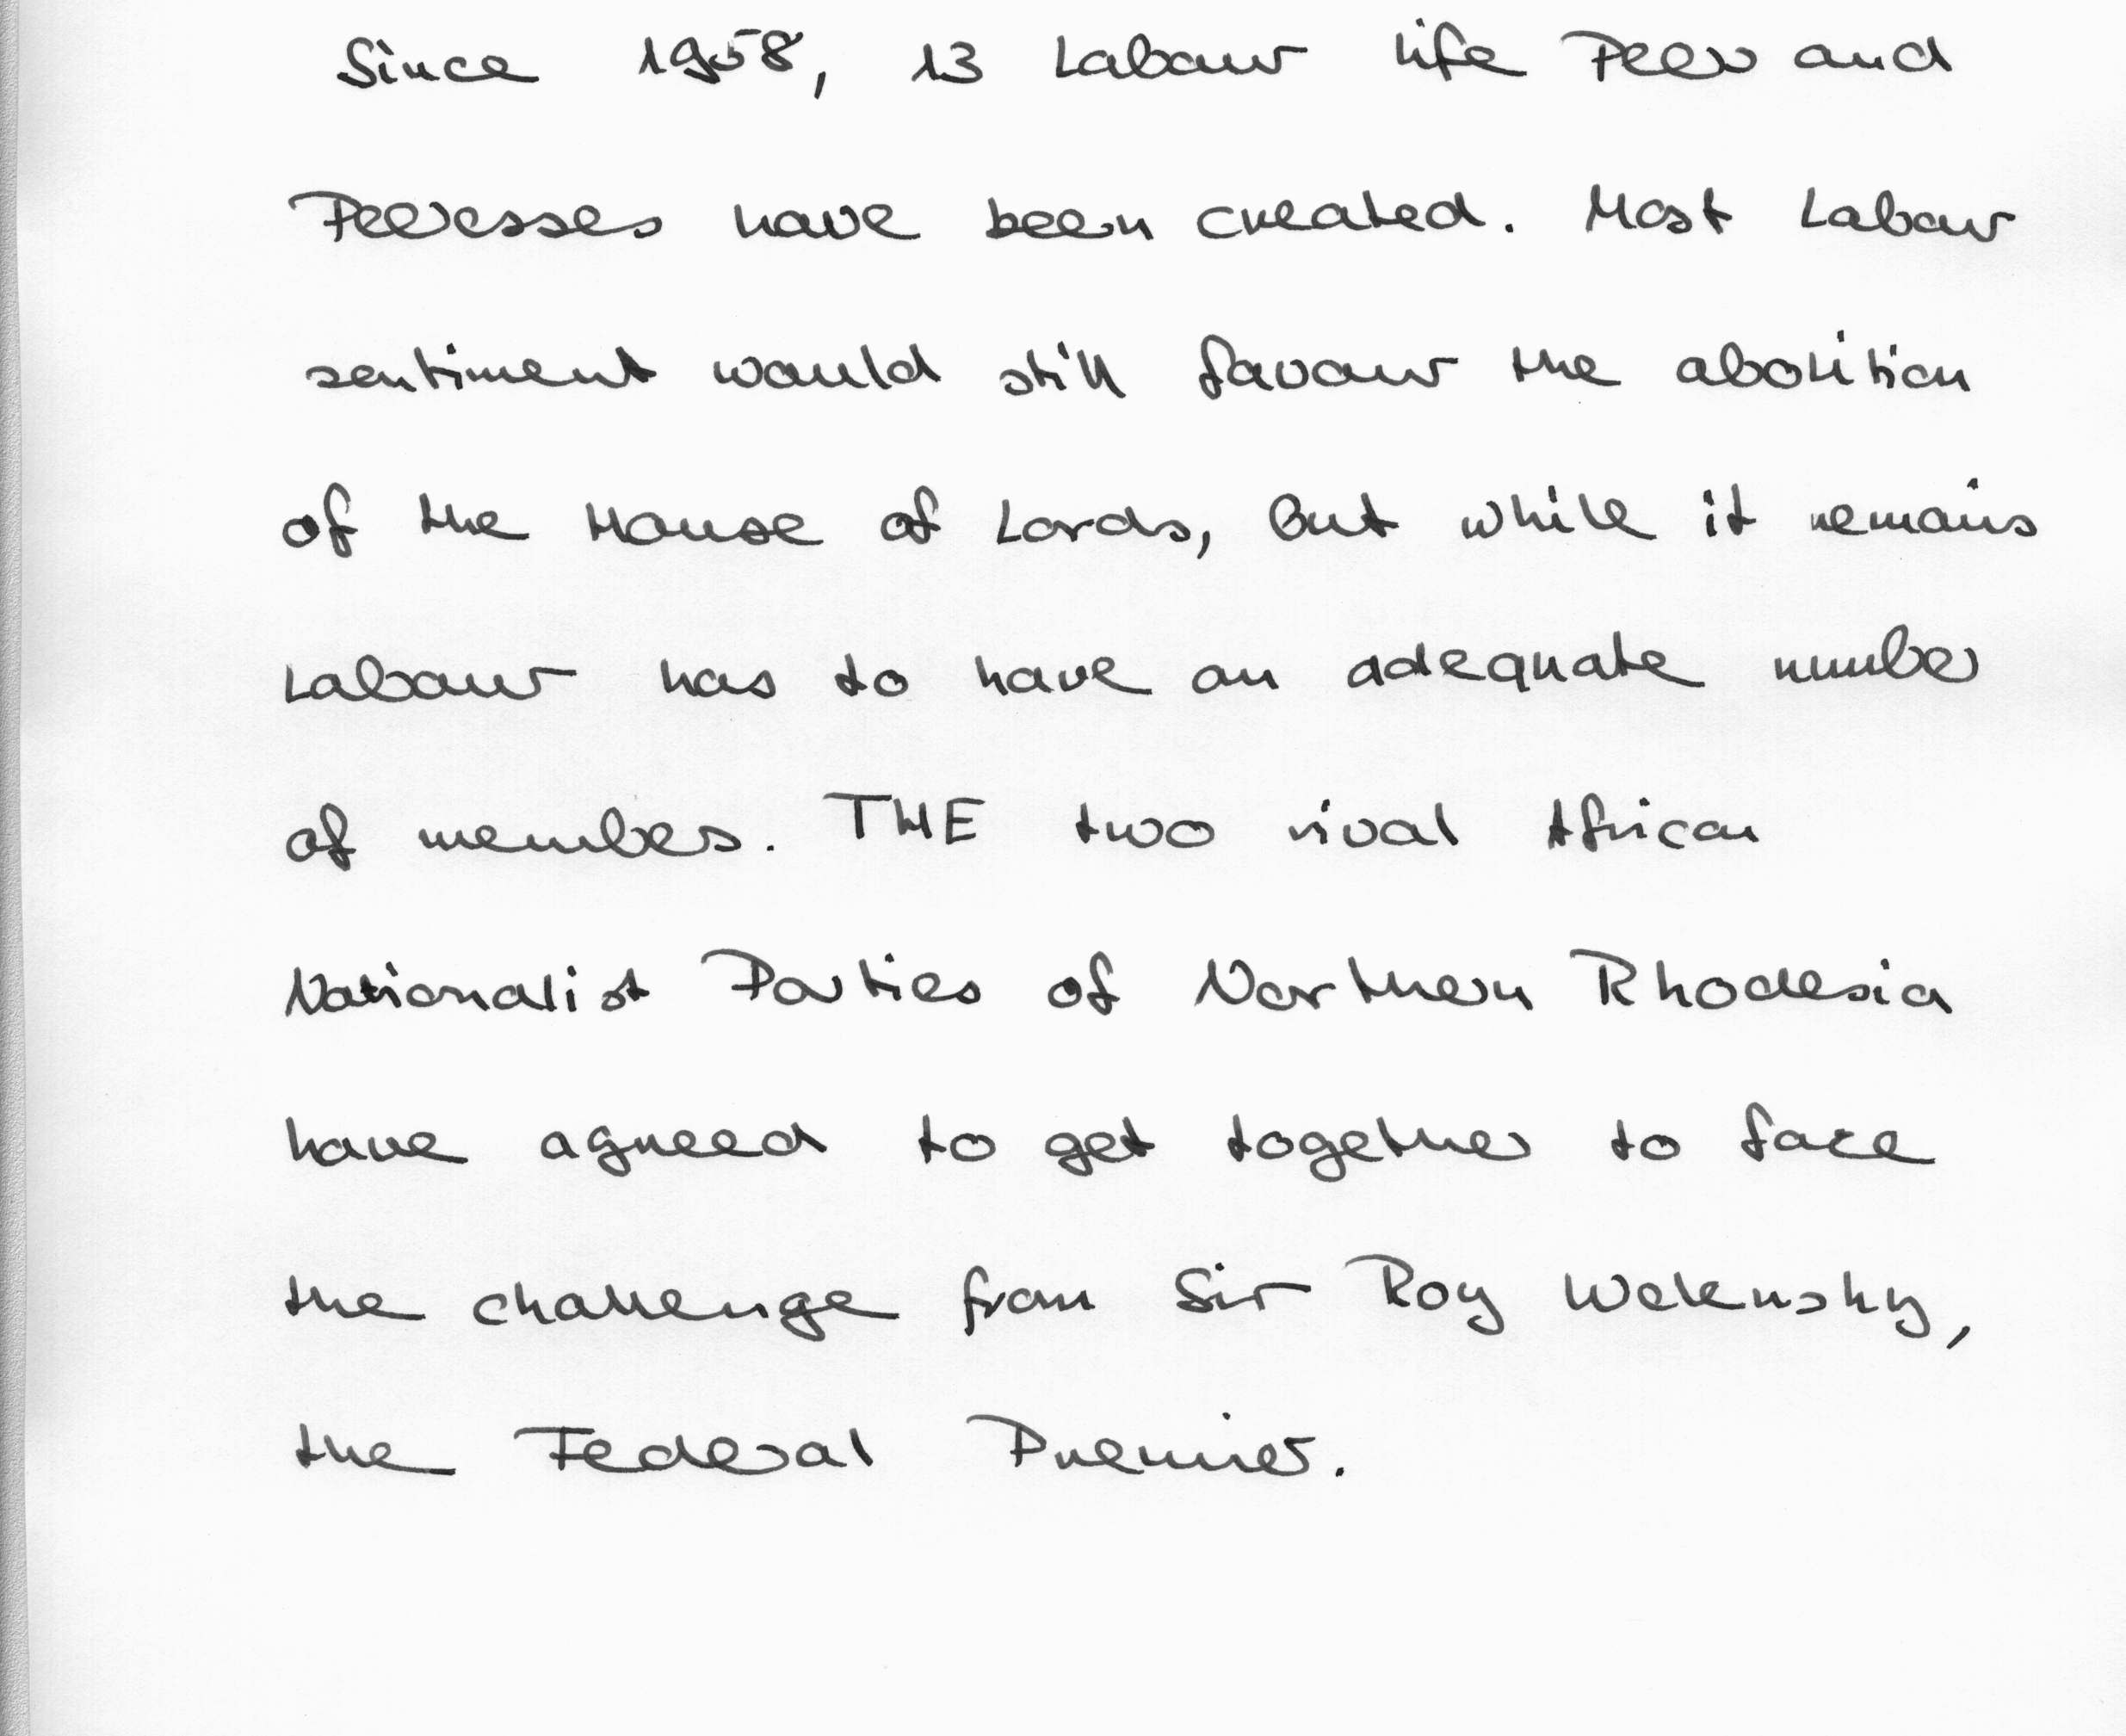 Since 1958, 13 Labour life Peers and
Peeresses have been created. Most Labour
sentiment would still favour the abolition
of the House of Lords, but while it remains
Labour has to have an adequate number
of members. THE two rival African
Nationalist Parties of Northern Rhodesia
have agreed to get together to face
the challenge from Sir Roy Welensky,
the Federal Premier.